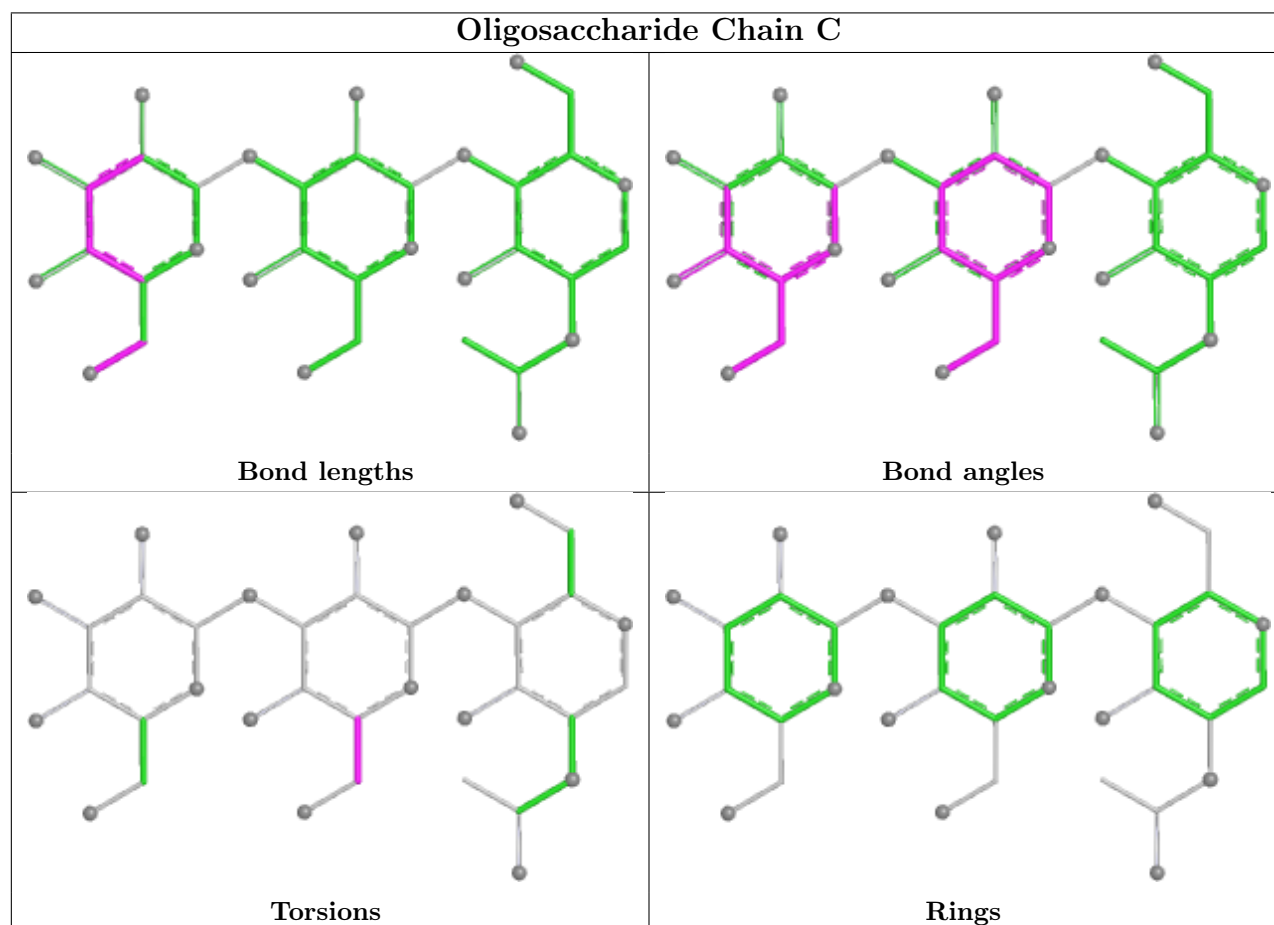 Oligosaccharide Chain C
Bond lengths
Bond angles
Torsions
Rings